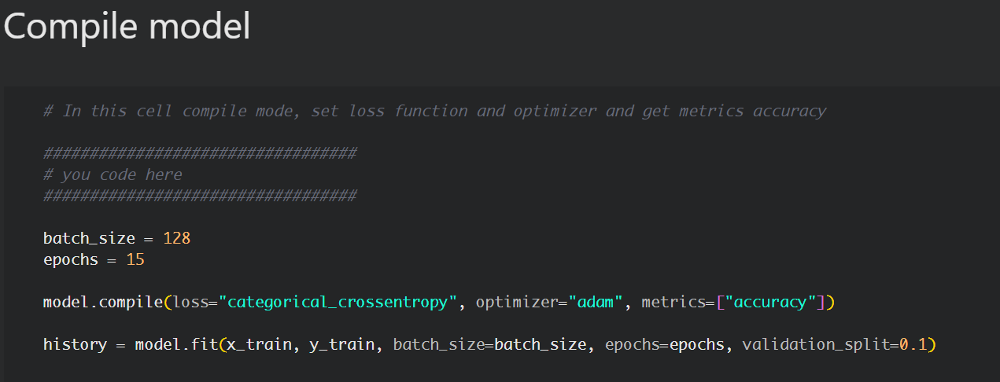 Compile model
# In this cell compile mode, set loss function and optimizer and get metrics accuracy
##################################
# you code here
##################################
batch_size = 128
epochs = 15
model.compile(loss="categorical_crossentropy", optimizer="adam", metrics=["accuracy"])
history = model.fit(x_train, y_train, batch_size=batch_size, epochs=epochs, validation_split=0.1)